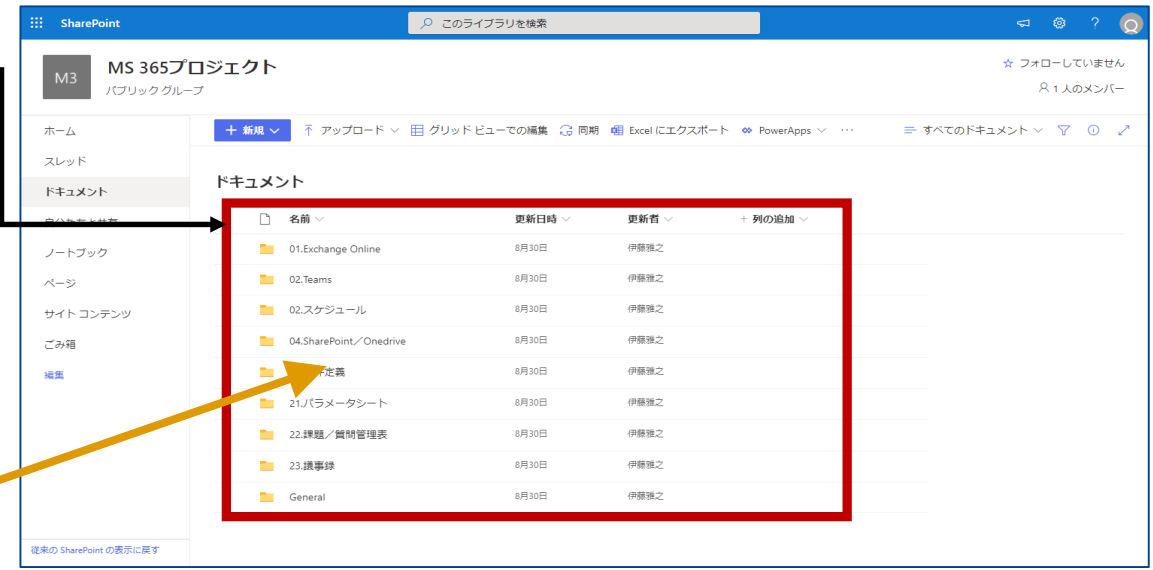 SharePoint
このライブラリを検索
?
M3
MS 365プロジェクト
パブリック グループ
フォローしていません
1 人のメンバー
ホーム
スレッド
ドキュメント
ノートブック
ページ
サイト コンテンツ
ごみ箱
編集
従来の SharePoint の表示に戻す
+ 新規 アップロード グリッド ビューでの編集 同期 Excel にエクスポート PowerApps ··· すべてのドキュメント
ドキュメント
名前 更新日時 更新者 + 列の追加
01.Exchange Online 8月30日 伊藤雅之
02.Teams 8月30日 伊藤雅之
02.スケジュール 8月30日 伊藤雅之
04.SharePoint／Onedrive 8月30日 伊藤雅之
定義 8月30日 伊藤雅之
21.パラメータシート 8月30日 伊藤雅之
22.課題／質問管理表 8月30日 伊藤雅之
23.議事録 8月30日 伊藤雅之
General 8月30日 伊藤雅之